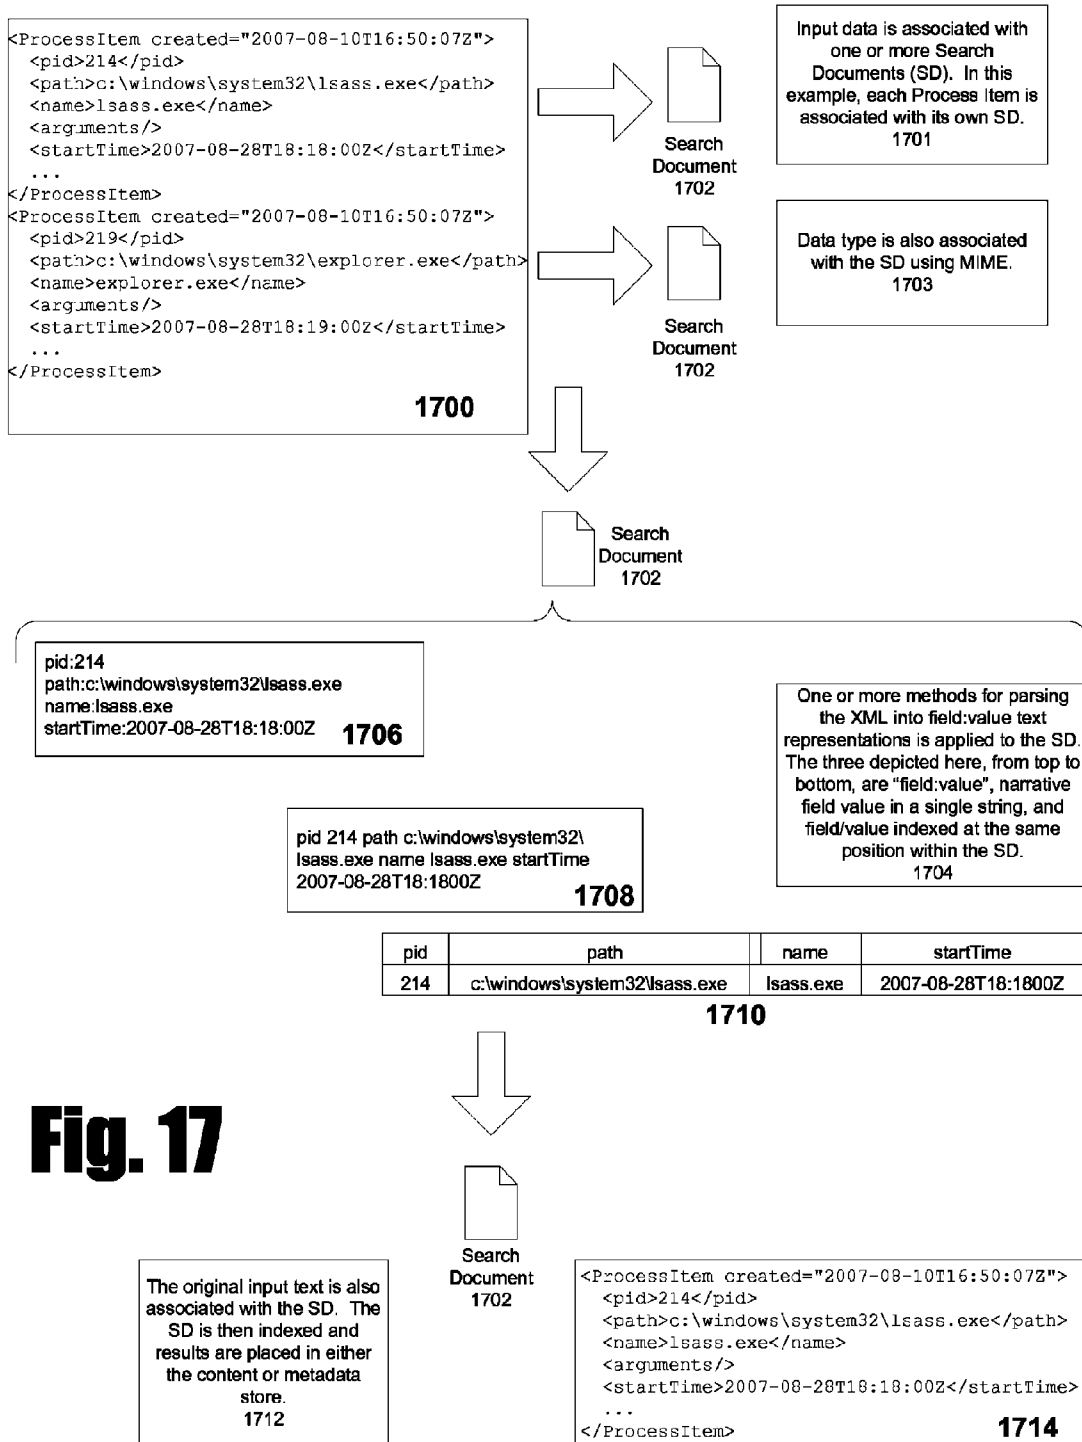 <ProcessItem created="2007-08-10T16:50:07Z">
<pid>214</pid>
<path>c:\windows\system32\lsass.exe</path>
<name>lsass.exe</name>
<arguments/>
<startTime>2007-08-28T18:18:00Z</startTime>
...
</ProcessItem>
<ProcessItem created="2007-08-10T16:50:07Z">
<pid>219</pid>
<path>c:\windows\system32\explorer.exe</path>
<name>explorer.exe</name>
<arguments/>
<startTime>2007-08-28T18:19:00Z</startTime>
...
</ProcessItem>
1700
Search
Document
1702
Input data is associated with
one or more Search
Documents (SD). In this
example, each Process Item is
associated with its own SD.
1701
Search
Document
1702
Data type is also associated
with the SD using MIME.
1703
Search
Document
1702
pid:214
path:c:\windows\system32\lsass.exe
name:lsass.exe
startTime:2007-08-28T18:18:00Z
1706
One or more methods for parsing
the XML into field:value text
representations is applied to the SD.
The three depicted here, from top to
bottom, are "field:value", narrative
field value in a single string, and
field/value indexed at the same
position within the SD.
1704
pid 214 path c:\windows\system32\
lsass.exe name lsass.exe startTime
2007-08-28T18:1800Z
1708
pid path name startTime
214 c:\windows\system32\lsass.exe lsass.exe 2007-08-28T18:1800Z
1710
Fig. 17
Search
Document
1702
The original input text is also
associated with the SD. The
SD is then indexed and
results are placed in either
the content or metadata
store.
1712
<ProcessItem created="2007-08-10T16:50:07Z">
<pid>214</pid>
<path>c:\windows\system32\lsass.exe</path>
<name>lsass.exe</name>
<arguments/>
<startTime>2007-08-28T18:18:00Z</startTime>
...
</ProcessItem>
1714